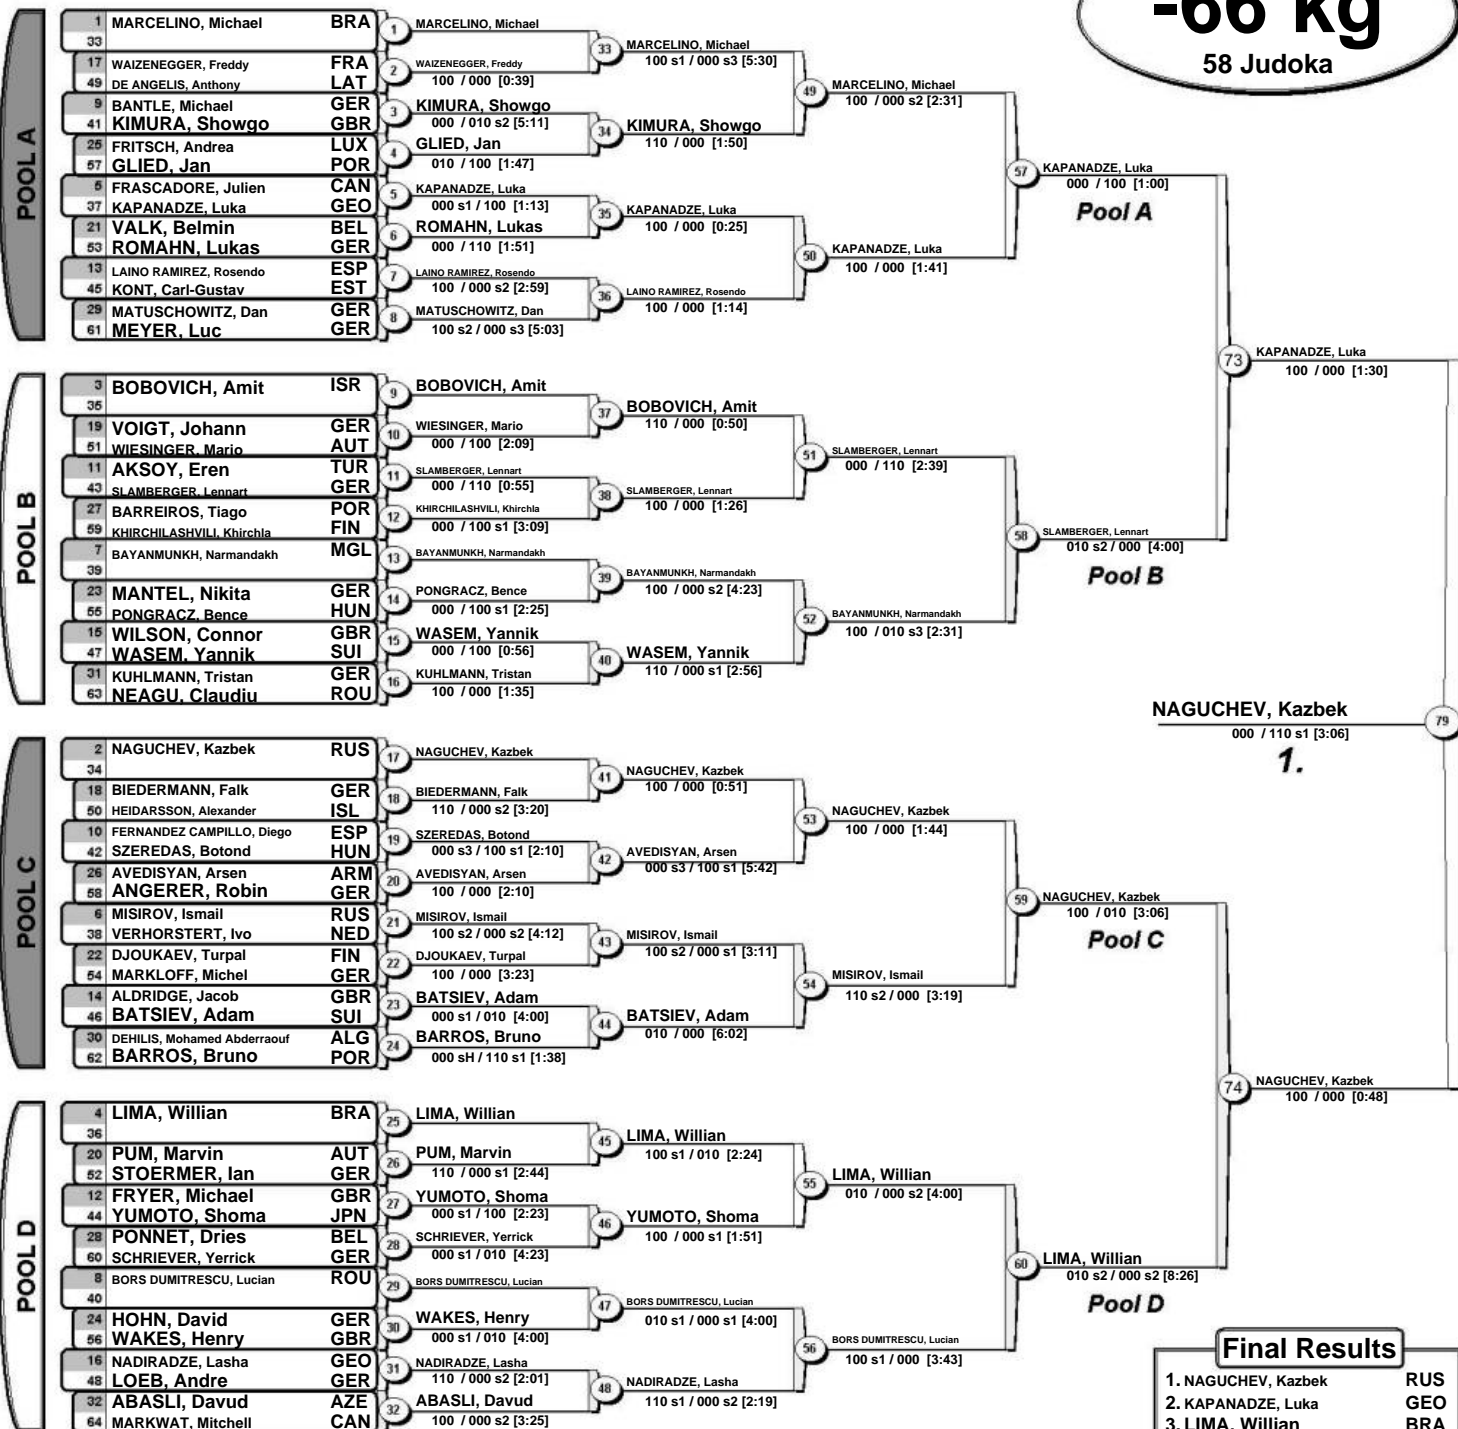 -66 kg
58 Judoka
POOL A
1 MARCELINO, Michael BRA
33
17 WAIZENEGGER, Freddy FRA
49 DE ANGELIS, Anthony LAT
9 BANTLE, Michael GER
41 KIMURA, Showgo GBR
25 FRITSCH, Andrea LUX
57 GLIED, Jan POR
5 FRASCADORE, Julien CAN
37 KAPANADZE, Luka GEO
21 VALK, Belmin BEL
53 ROMAHN, Lukas GER
13 LAINO RAMIREZ, Rosendo ESP
45 KONT, Carl-Gustav EST
29 MATUSCHOWITZ, Dan GER
61 MEYER, Luc GER
1 MARCELINO, Michael
2 WAIZENEGGER, Freddy
100 / 000 [0:39]
3 KIMURA, Showgo
000 / 010 s2 [5:11]
4 GLIED, Jan
010 / 100 [1:47]
5 KAPANADZE, Luka
000 s1 / 100 [1:13]
6 ROMAHN, Lukas
000 / 110 [1:51]
7 LAINO RAMIREZ, Rosendo
100 / 000 s2 [2:59]
8 MATUSCHOWITZ, Dan
100 s2 / 000 s3 [5:03]
33 MARCELINO, Michael
100 s1 / 000 s3 [5:30]
34 KIMURA, Showgo
110 / 000 [1:50]
35 KAPANADZE, Luka
100 / 000 [0:25]
36 LAINO RAMIREZ, Rosendo
100 / 000 [1:14]
49 MARCELINO, Michael
100 / 000 s2 [2:31]
50 KAPANADZE, Luka
100 / 000 [1:41]
57 KAPANADZE, Luka
000 / 100 [1:00]
Pool A
POOL B
3 BOBOVICH, Amit ISR
35
19 VOIGT, Johann GER
51 WIESINGER, Mario AUT
11 AKSOY, Eren TUR
43 SLAMBERGER, Lennart GER
27 BARREIROS, Tiago POR
59 KHIRCHILASHVILI, Khirchla FIN
7 BAYANMUNKH, Narmandakh MGL
39
23 MANTEL, Nikita GER
55 PONGRACZ, Bence HUN
15 WILSON, Connor GBR
47 WASEM, Yannik SUI
31 KUHLMANN, Tristan GER
63 NEAGU, Claudiu ROU
9 BOBOVICH, Amit
10 WIESINGER, Mario
000 / 100 [2:09]
11 SLAMBERGER, Lennart
000 / 110 [0:55]
12 KHIRCHILASHVILI, Khirchla
000 / 100 s1 [3:09]
13 BAYANMUNKH, Narmandakh
14 PONGRACZ, Bence
000 / 100 s1 [2:25]
15 WASEM, Yannik
000 / 100 [0:56]
16 KUHLMANN, Tristan
100 / 000 [1:35]
37 BOBOVICH, Amit
110 / 000 [0:50]
38 SLAMBERGER, Lennart
100 / 000 [1:26]
39 BAYANMUNKH, Narmandakh
100 / 000 s2 [4:23]
40 WASEM, Yannik
110 / 000 s1 [2:56]
51 SLAMBERGER, Lennart
000 / 110 [2:39]
52 BAYANMUNKH, Narmandakh
100 / 010 s3 [2:31]
58 SLAMBERGER, Lennart
010 s2 / 000 [4:00]
Pool B
73 KAPANADZE, Luka
100 / 000 [1:30]
NAGUCHEV, Kazbek 79
000 / 110 s1 [3:06]
1.
POOL C
2 NAGUCHEV, Kazbek RUS
34
18 BIEDERMANN, Falk GER
50 HEIDARSSON, Alexander ISL
10 FERNANDEZ CAMPILLO, Diego ESP
42 SZEREDAS, Botond HUN
26 AVEDISYAN, Arsen ARM
58 ANGERER, Robin GER
6 MISIROV, Ismail RUS
38 VERHORSTERT, Ivo NED
22 DJOUKAEV, Turpal FIN
54 MARKLOFF, Michel GER
14 ALDRIDGE, Jacob GBR
46 BATSIEV, Adam SUI
30 DEHILIS, Mohamed Abderraouf ALG
62 BARROS, Bruno POR
17 NAGUCHEV, Kazbek
18 BIEDERMANN, Falk
110 / 000 s2 [3:20]
19 SZEREDAS, Botond
000 s3 / 100 s1 [2:10]
20 AVEDISYAN, Arsen
100 / 000 [2:10]
21 MISIROV, Ismail
100 s2 / 000 s2 [4:12]
22 DJOUKAEV, Turpal
100 / 000 [3:23]
23 BATSIEV, Adam
000 s1 / 010 [4:00]
24 BARROS, Bruno
000 sH / 110 s1 [1:38]
41 NAGUCHEV, Kazbek
100 / 000 [0:51]
42 AVEDISYAN, Arsen
000 s3 / 100 s1 [5:42]
43 MISIROV, Ismail
100 s2 / 000 s1 [3:11]
44 BATSIEV, Adam
010 / 000 [6:02]
53 NAGUCHEV, Kazbek
100 / 000 [1:44]
54 MISIROV, Ismail
110 s2 / 000 [3:19]
59 NAGUCHEV, Kazbek
100 / 010 [3:06]
Pool C
POOL D
4 LIMA, Willian BRA
36
20 PUM, Marvin AUT
52 STOERMER, Ian GER
12 FRYER, Michael GBR
44 YUMOTO, Shoma JPN
28 PONNET, Dries BEL
60 SCHRIEVER, Yerrick GER
8 BORS DUMITRESCU, Lucian ROU
40
24 HOHN, David GER
56 WAKES, Henry GBR
16 NADIRADZE, Lasha GEO
48 LOEB, Andre GER
32 ABASLI, Davud AZE
64 MARKWAT, Mitchell CAN
25 LIMA, Willian
26 PUM, Marvin
110 / 000 s1 [2:44]
27 YUMOTO, Shoma
000 s1 / 100 [2:23]
28 SCHRIEVER, Yerrick
000 s1 / 010 [4:23]
29 BORS DUMITRESCU, Lucian
30 WAKES, Henry
000 s1 / 010 [4:00]
31 NADIRADZE, Lasha
110 / 000 s2 [2:01]
32 ABASLI, Davud
100 / 000 s2 [3:25]
45 LIMA, Willian
100 s1 / 010 [2:24]
46 YUMOTO, Shoma
100 / 000 s1 [1:51]
47 BORS DUMITRESCU, Lucian
010 s1 / 000 s1 [4:00]
48 NADIRADZE, Lasha
110 s1 / 000 s2 [2:19]
55 LIMA, Willian
010 / 000 s2 [4:00]
56 BORS DUMITRESCU, Lucian
100 s1 / 000 [3:43]
60 LIMA, Willian
010 s2 / 000 s2 [8:26]
Pool D
74 NAGUCHEV, Kazbek
100 / 000 [0:48]
Final Results
1. NAGUCHEV, Kazbek RUS
2. KAPANADZE, Luka GEO
3. LIMA, Willian BRA